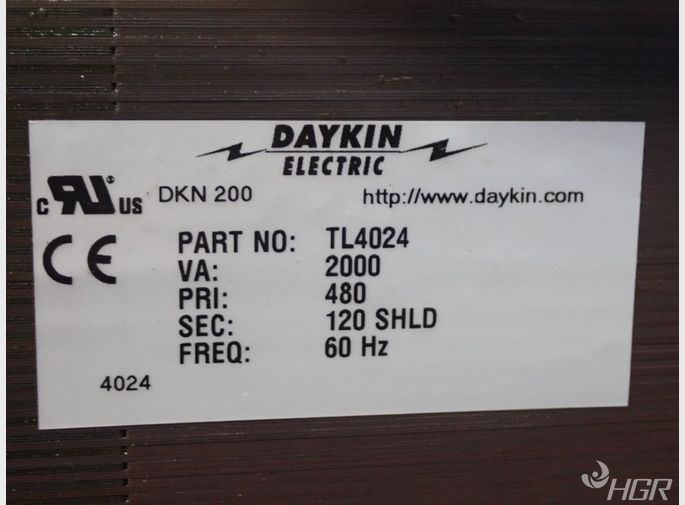 DAYKIN
ELECTRIC
c RU® US DKN 200 http://www.daykin.com
CE
PART NO: TL4024
VA: 2000
PRI: 480
SEC: 120 SHLD
FREQ: 60 Hz
4024
HGR